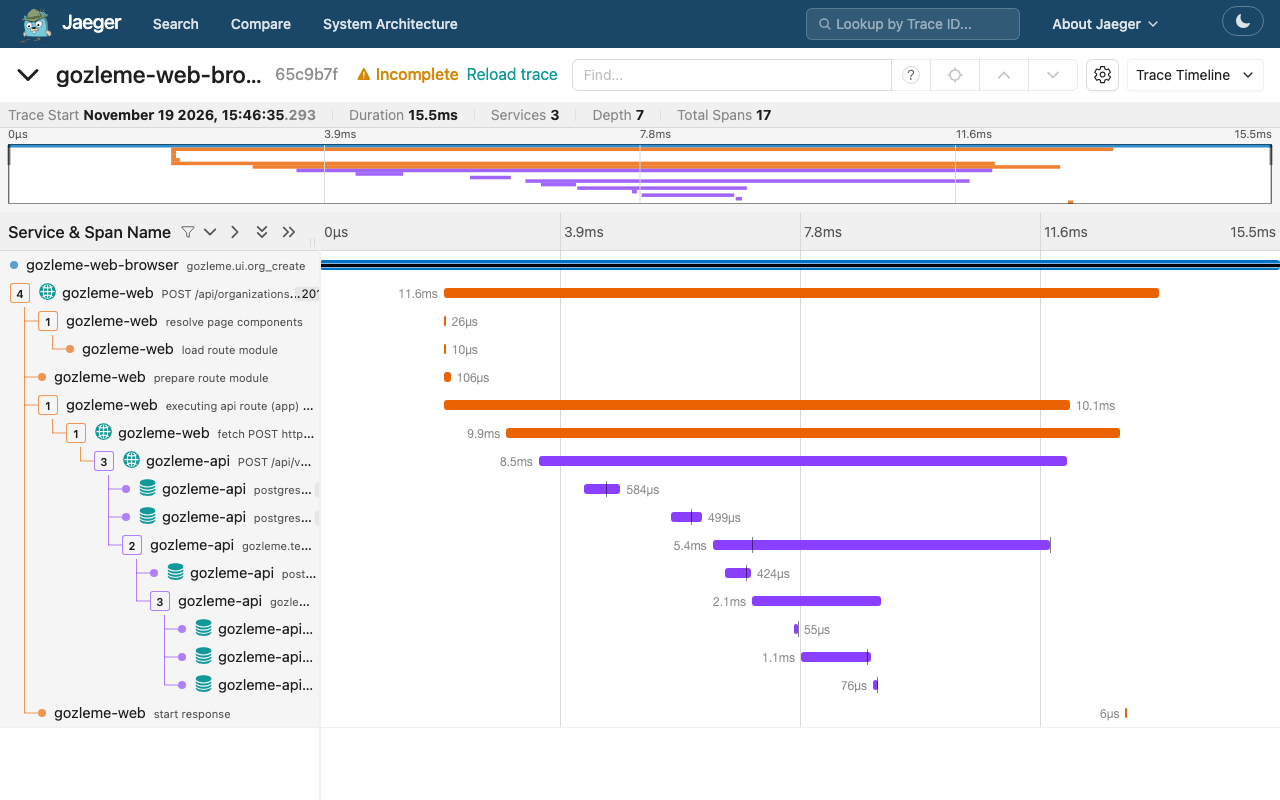 Jaeger Search Compare System Architecture Lookup by Trace ID... About Jaeger
gozleme-web-bro... 65c9b7f Incomplete Reload trace Find... ? Trace Timeline
Trace Start November 19 2026, 15:46:35.293 Duration 15.5ms Services 3 Depth 7 Total Spans 17
0μs 3.9ms 7.8ms 11.6ms 15.5ms
Service & Span Name 0μs 3.9ms 7.8ms 11.6ms 15.5ms
gozleme-web-browser gozleme.ui.org_create
4 gozleme-web POST /api/organizations... 201 11.6ms
1 gozleme-web resolve page components 26μs
gozleme-web load route module 10μs
gozleme-web prepare route module 106μs
1 gozleme-web executing api route (app) ... 10.1ms
1 gozleme-web fetch POST http... 9.9ms
3 gozleme-api POST /api/v... 8.5ms
gozleme-api postgres... 584μs
gozleme-api postgres... 499μs
2 gozleme-api gozleme.te... 5.4ms
gozleme-api post... 424μs
3 gozleme-api gozle... 2.1ms
gozleme-api... 55μs
gozleme-api... 1.1ms
gozleme-api... 76μs
gozleme-web start response 6μs